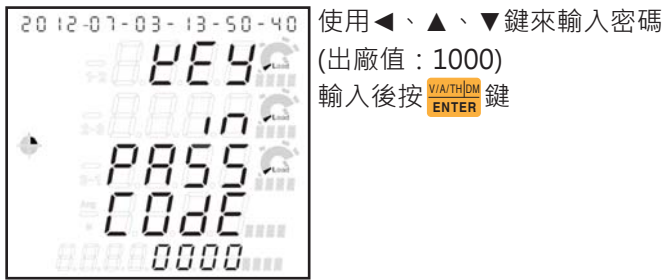 2012-07-03-13-50-40
KEY
in
PASS
COdE
0000
使用◄、▲、▼鍵來輸入密碼
(出廠值：1000)
輸入後按 V/A/TH|DM ENTER 鍵